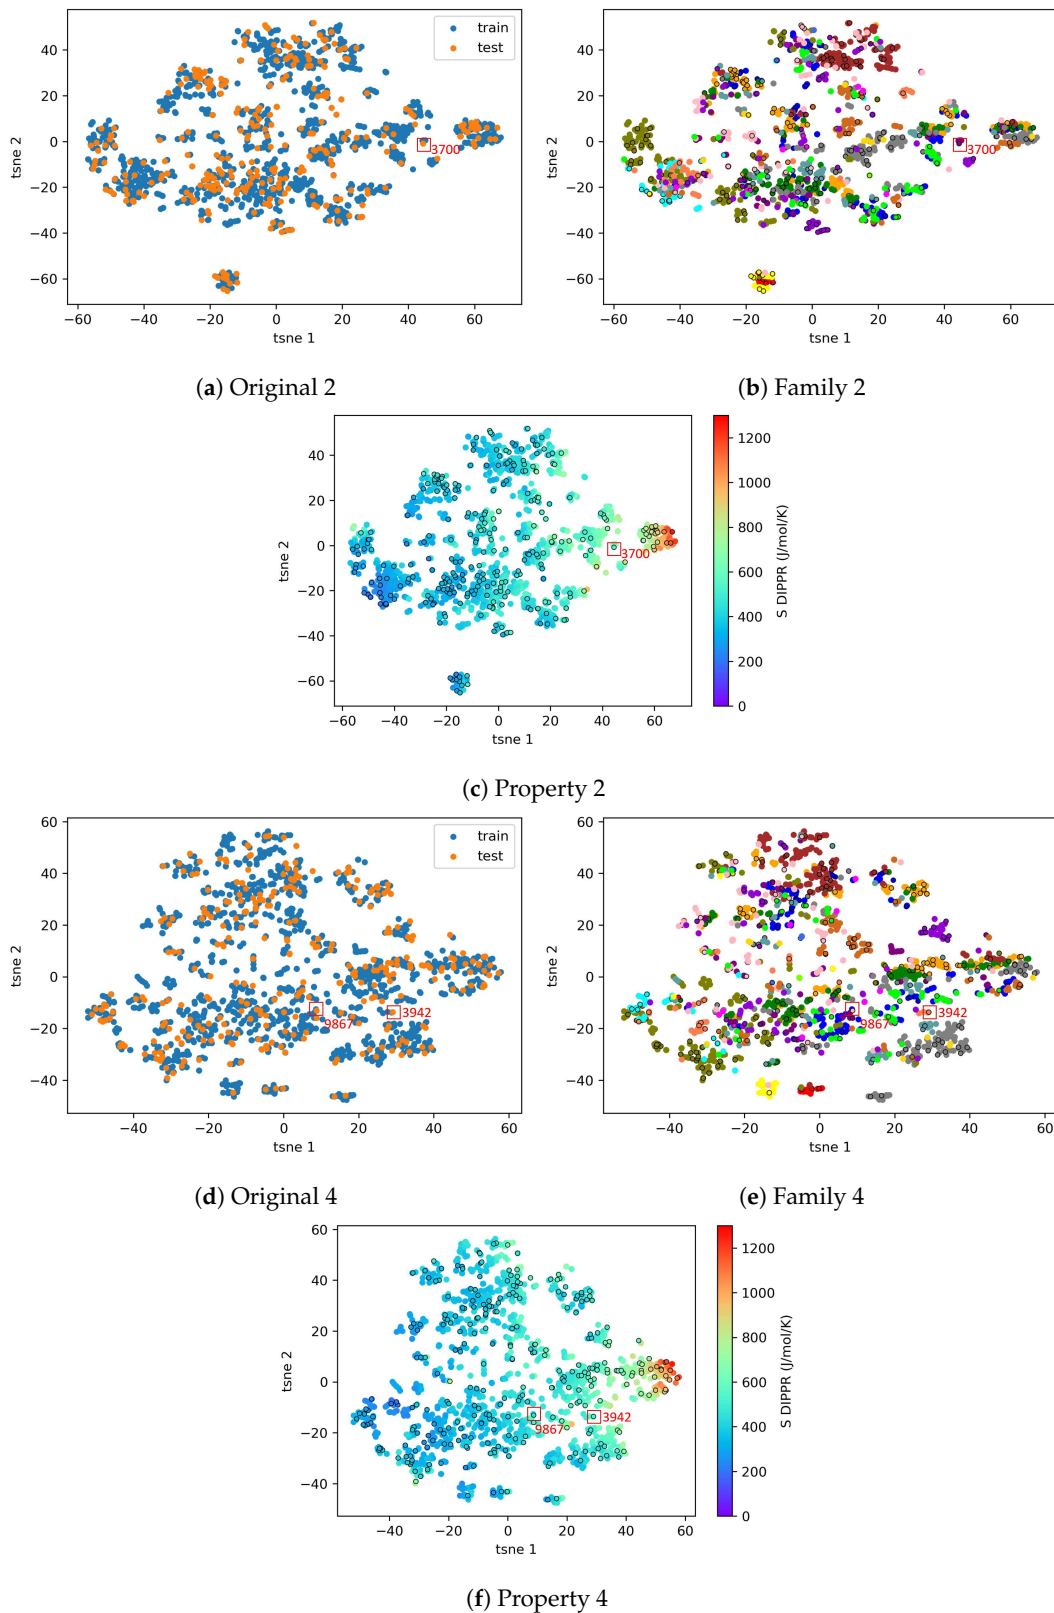 train
test
3700
40
20
0
−20
−40
−60
tsne 2
−60 −40 −20 0 20 40 60
tsne 1
(a) Original 2
3700
40
20
0
−20
−40
−60
tsne 2
−60 −40 −20 0 20 40 60
tsne 1
(b) Family 2
3700
40
20
0
−20
−40
−60
tsne 2
−60 −40 −20 0 20 40 60
tsne 1
1200
1000
800
600
400
200
0
S DIPPR (J/mol/K)
(c) Property 2
train
test
9867
3942
60
40
20
0
−20
−40
tsne 2
−40 −20 0 20 40 60
tsne 1
(d) Original 4
9867
3942
60
40
20
0
−20
−40
tsne 2
−40 −20 0 20 40 60
tsne 1
(e) Family 4
9867
3942
60
40
20
0
−20
−40
tsne 2
−40 −20 0 20 40 60
tsne 1
1200
1000
800
600
400
200
0
S DIPPR (J/mol/K)
(f) Property 4